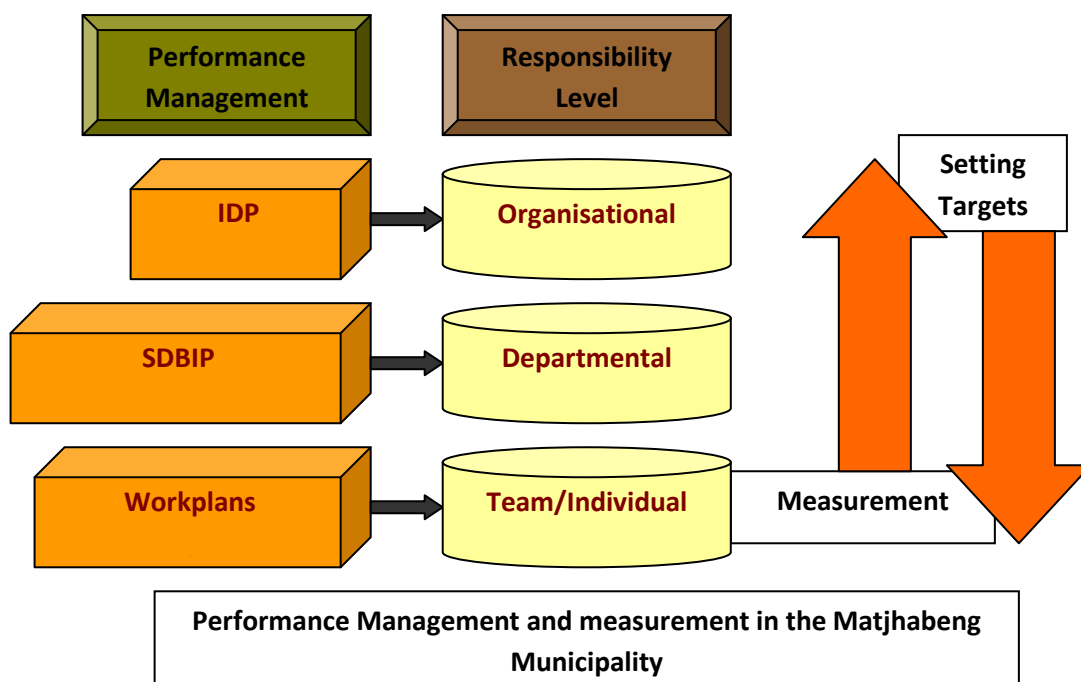 Performance
Management
Responsibility
Level
Setting
Targets
IDP
Organisational
SDBIP
Departmental
Workplans
Team/Individual
Measurement
Performance Management and measurement in the Matjhabeng
Municipality